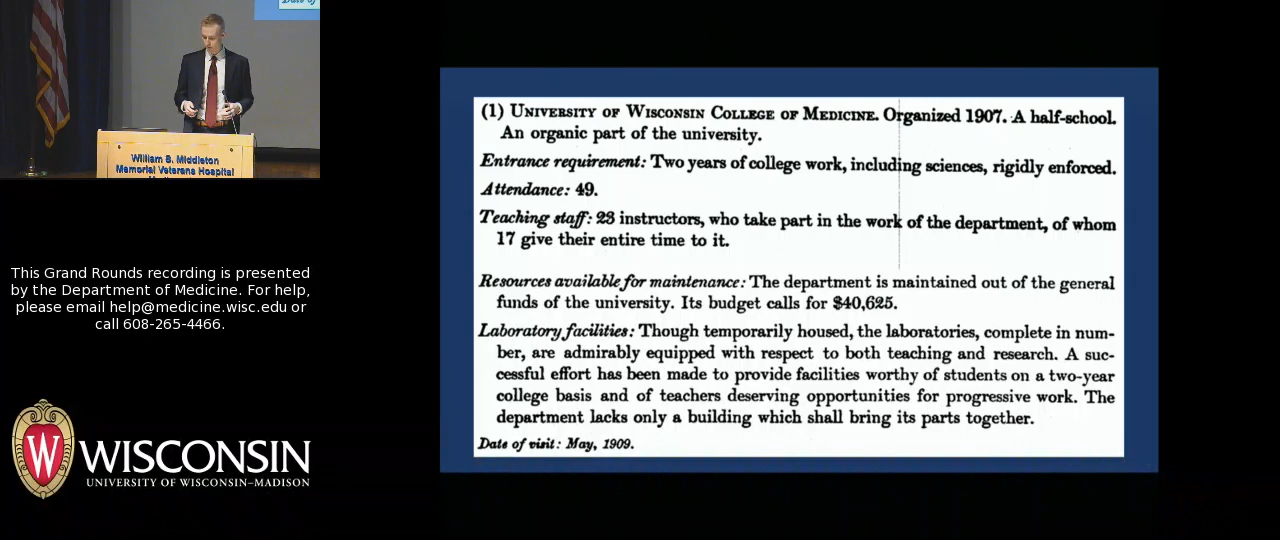 Date of
William S. Middleton
Memorial Veterans Hospital
This Grand Rounds recording is presented
by the Department of Medicine. For help,
please email help@medicine.wisc.edu or
call 608-265-4466.
W
WISCONSIN
UNIVERSITY OF WISCONSIN–MADISON
(1) University of Wisconsin College of Medicine. Organized 1907. A half-school.
An organic part of the university.
Entrance requirement: Two years of college work, including sciences, rigidly enforced.
Attendance: 49.
Teaching staff: 23 instructors, who take part in the work of the department, of whom
17 give their entire time to it.
Resources available for maintenance: The department is maintained out of the general
funds of the university. Its budget calls for $40,625.
Laboratory facilities: Though temporarily housed, the laboratories, complete in num-
ber, are admirably equipped with respect to both teaching and research. A suc-
cessful effort has been made to provide facilities worthy of students on a two-year
college basis and of teachers deserving opportunities for progressive work. The
department lacks only a building which shall bring its parts together.
Date of visit: May, 1909.